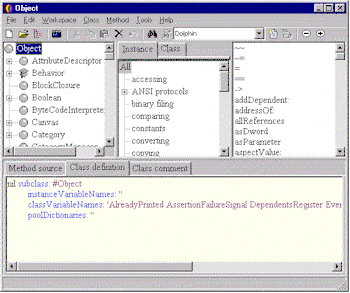 Object
File Edit Workspace Class Method Tools Help
Dolphin
Object
AttributeDescriptor
Behavior
BlockClosure
Boolean
ByteCodeInterprete
Canvas
Category
CategoryManager
Instance Class
All
accessing
ANSI protocols
binary filing
comparing
constants
converting
copying
~~
~=
=
==
->
addDependent:
addressOf:
allReferences
asDword
asParameter
aspectValue:
Method source Class definition Class comment
nil subclass: #Object
instanceVariableNames: ''
classVariableNames: 'AlreadyPrinted AssertionFailureSignal DependentsRegister Even
poolDictionaries: ''